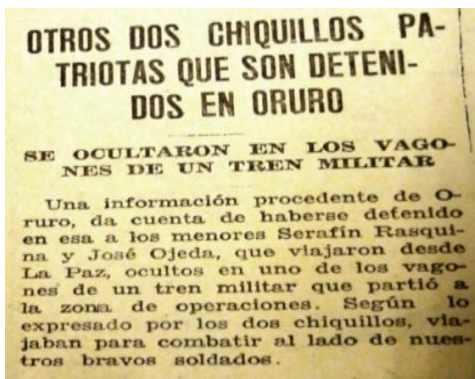 OTROS DOS CHIQUILLOS PA-
TRIOTAS QUE SON DETENI-
DOS EN ORURO
SE OCULTARON EN LOS VAGO-
NES DE UN TREN MILITAR
Una información procedente de O-
ruro, da cuenta de haberse detenido
en esa a los menores Serafín Rasqui-
na y José Ojeda, que viajaron desde
La Paz, ocultos en uno de los vago-
nes de un tren militar que partió a
la zona de operaciones. Según lo
expresado por los dos chiquillos, via-
jaban para combatir al lado de nues-
tros bravos soldados.